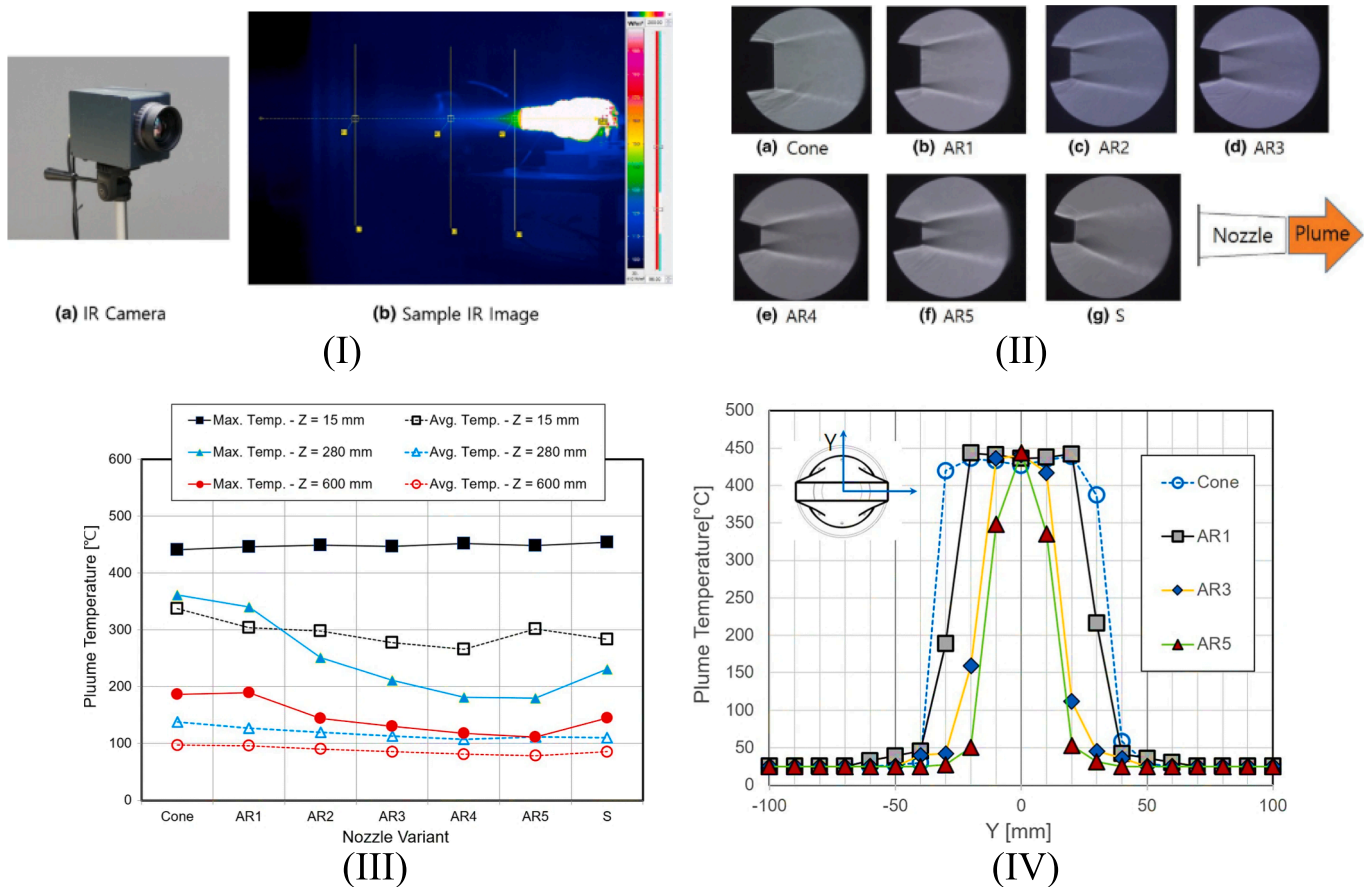 (a) IR Camera
(b) Sample IR Image
(I)
(a) Cone
(b) AR1
(c) AR2
(d) AR3
(e) AR4
(f) AR5
(g) S
Nozzle
Plume
(II)
Max. Temp. - Z = 15 mm
Avg. Temp. - Z = 15 mm
Max. Temp. - Z = 280 mm
Avg. Temp. - Z = 280 mm
Max. Temp. - Z = 600 mm
Avg. Temp. - Z = 600 mm
Pluume Temperature [℃]
600
500
400
300
200
100
0
Cone AR1 AR2 AR3 AR4 AR5 S
Nozzle Variant
(III)
Plume Temperature[°C]
500
450
400
350
300
250
200
150
100
50
0
Y
Cone
AR1
AR3
AR5
-100 -50 0 50 100
Y [mm]
(IV)